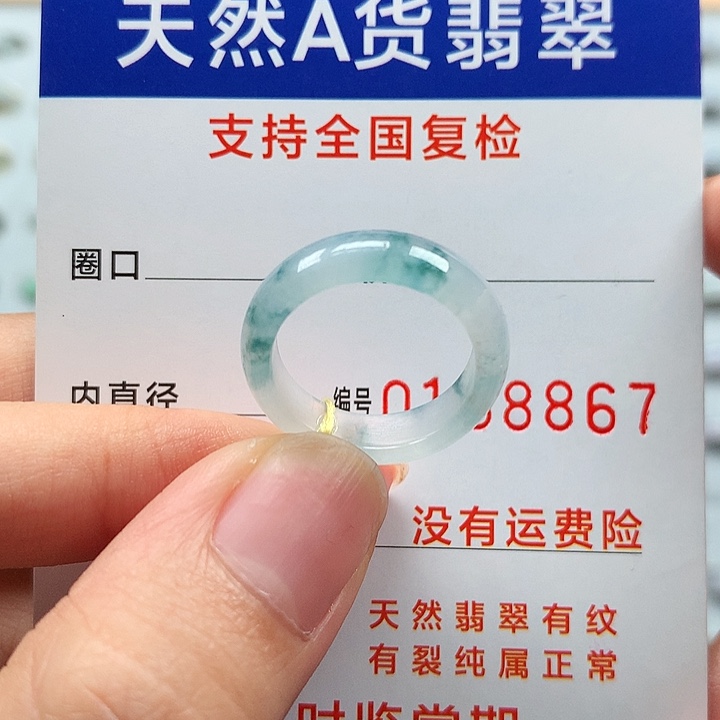 天然A货翡翠
支持全国复检
圈口
内直径
编号
没有运费险
天然翡翠有纹
有裂纯属正常